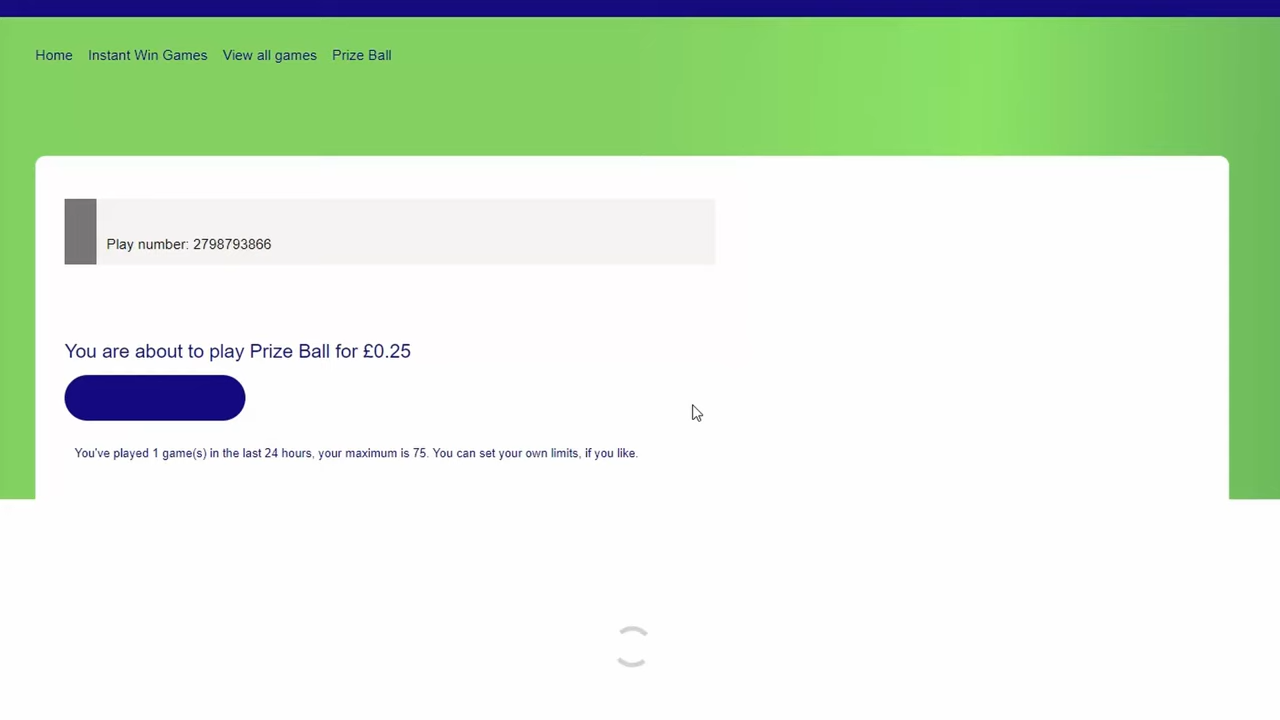 Home Instant Win Games View all games Prize Ball
Play number: 2798793866
You are about to play Prize Ball for £0.25
You've played 1 game(s) in the last 24 hours, your maximum is 75. You can set your own limits, if you like.